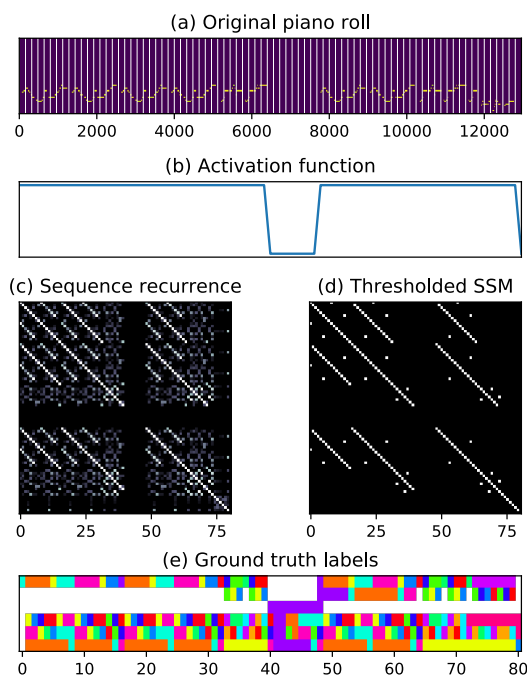 (a) Original piano roll
0 2000 4000 6000 8000 10000 12000
(b) Activation function
(c) Sequence recurrence (d) Thresholded SSM
0 25 50 75 0 25 50 75
(e) Ground truth labels
0 10 20 30 40 50 60 70 80